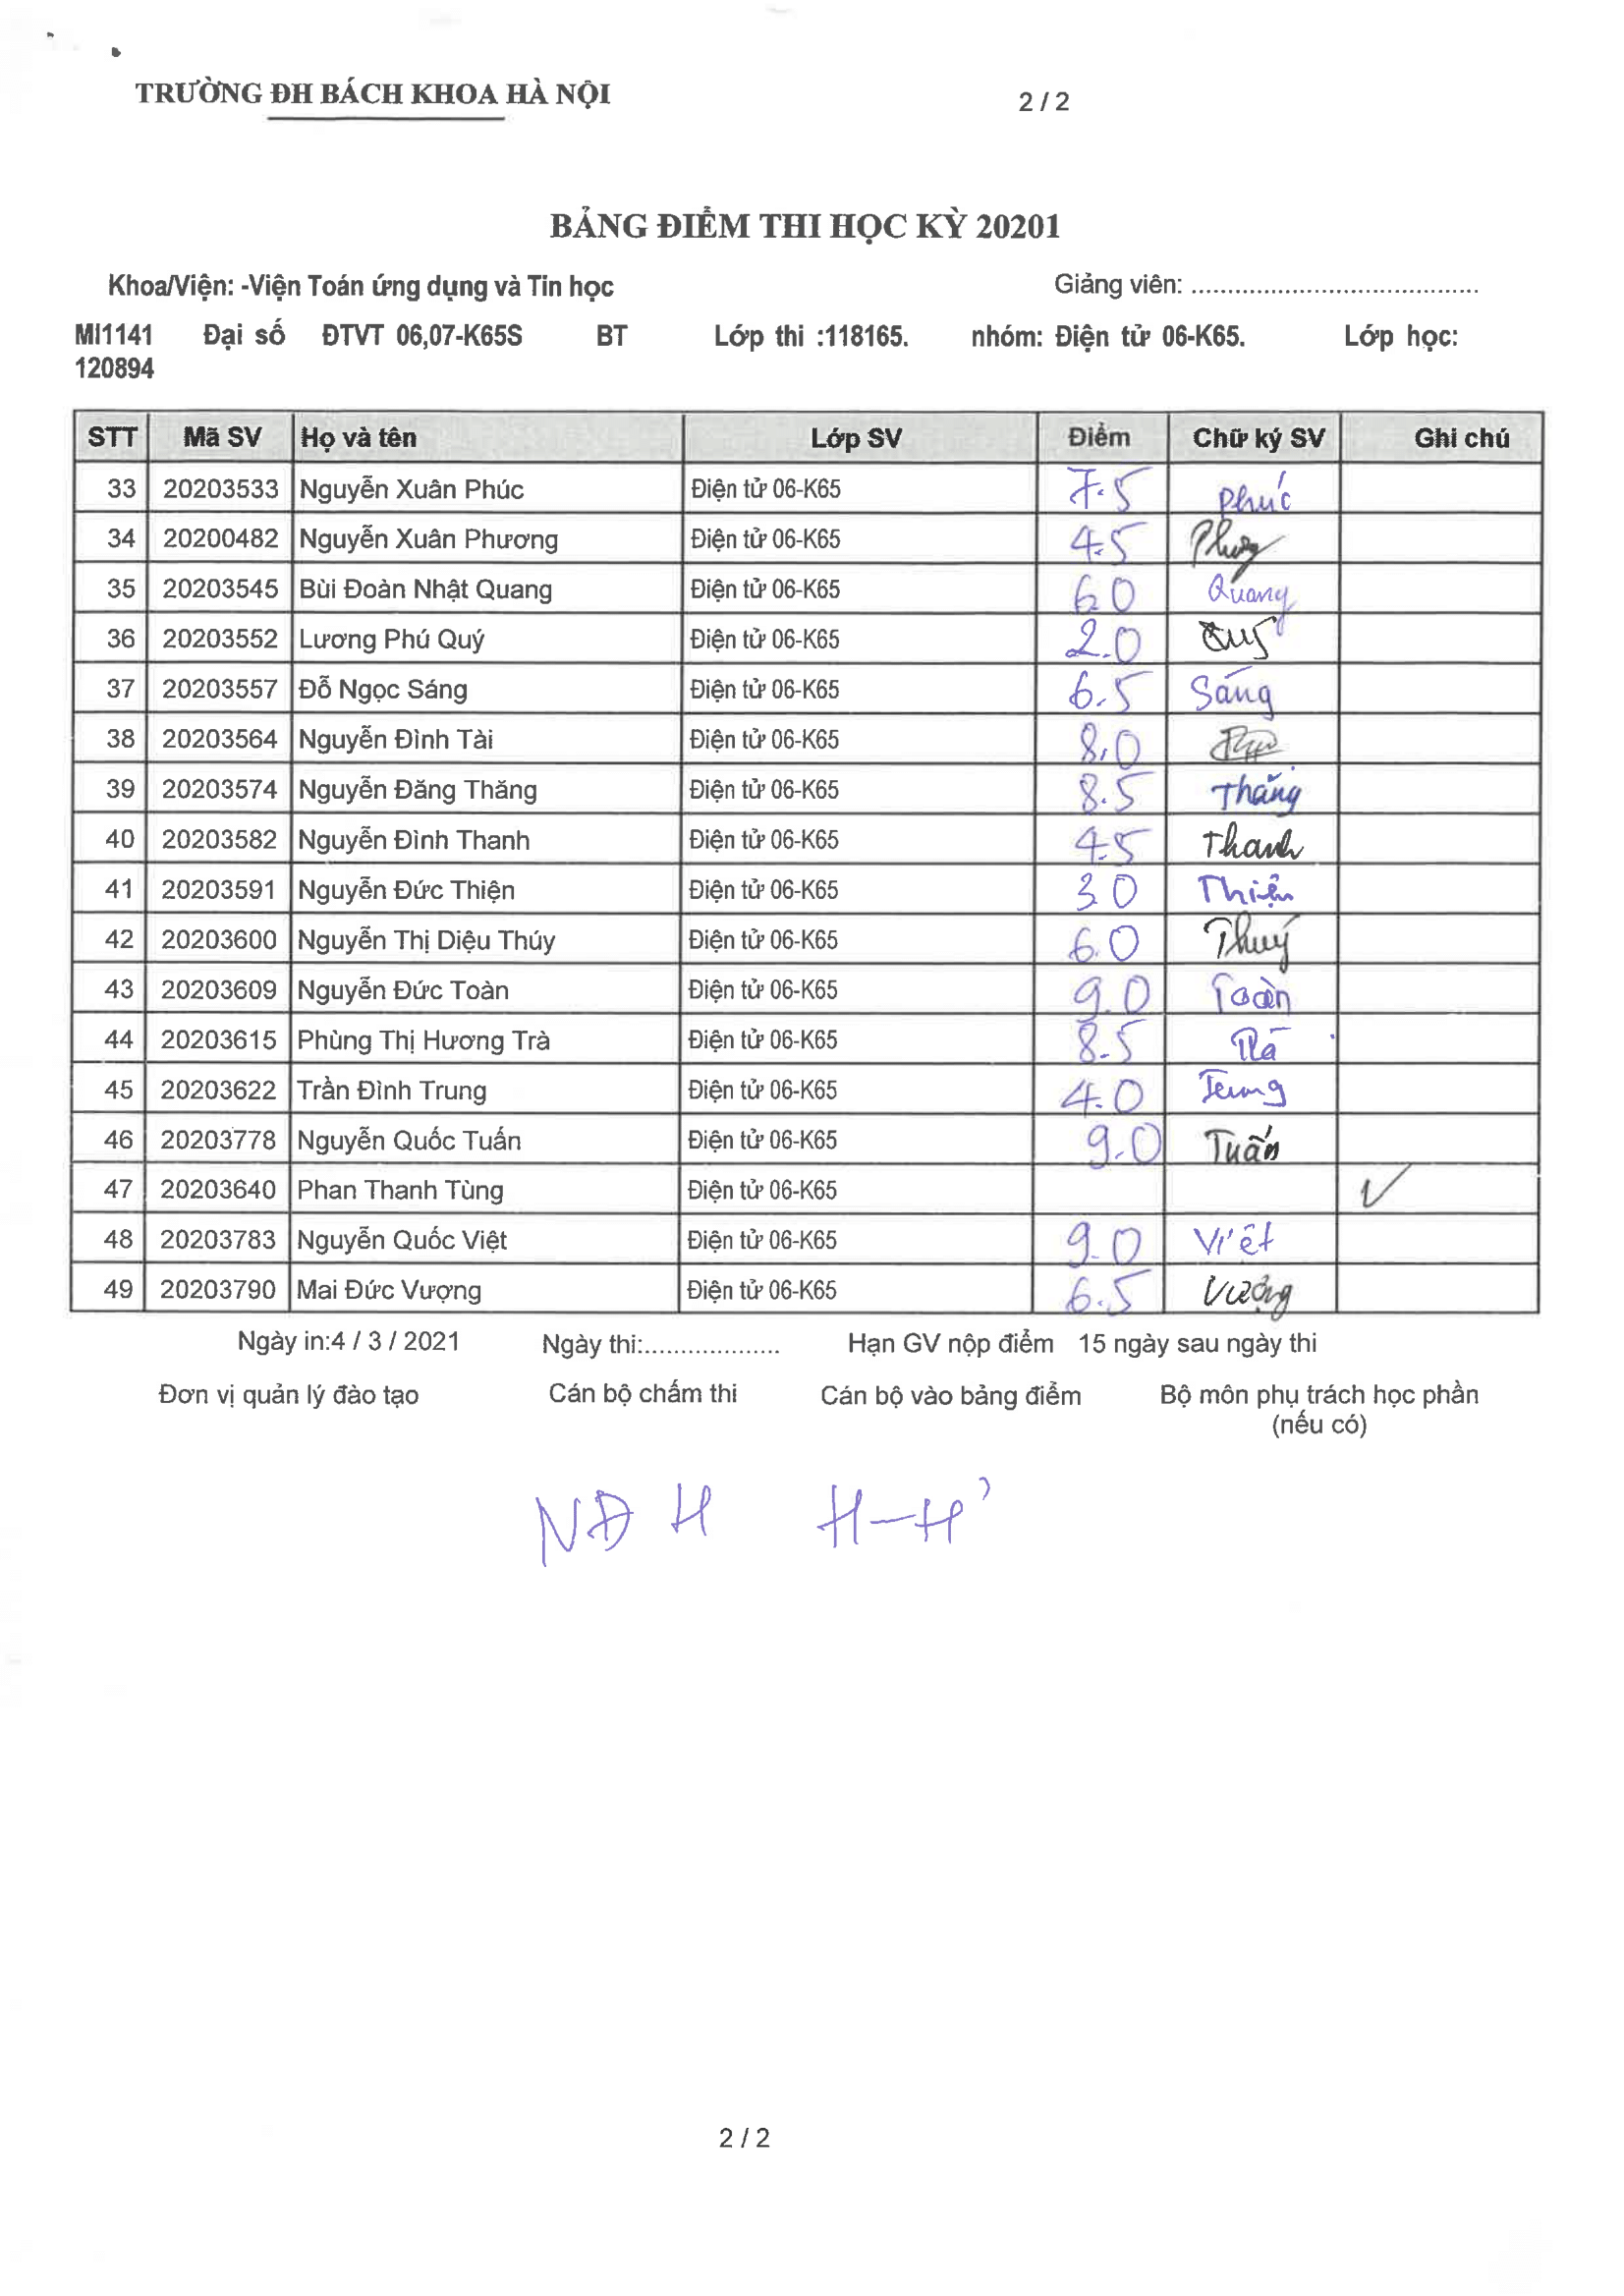 TRƯỜNG ĐH BÁCH KHOA HÀ NỘI 2 / 2
BẢNG ĐIỂM THI HỌC KỲ 20201
Khoa/Viện: -Viện Toán ứng dụng và Tin học Giảng viên: .......................................
MI1141 Đại số ĐTVT 06,07-K65S BT Lớp thi :118165. nhóm: Điện tử 06-K65. Lớp học:
120894
STT Mã SV Họ và tên Lớp SV Điểm Chữ ký SV Ghi chú
33 20203533 Nguyễn Xuân Phúc Điện tử 06-K65 7.5 Phúc
34 20200482 Nguyễn Xuân Phương Điện tử 06-K65 4.5 Phương
35 20203545 Bùi Đoàn Nhật Quang Điện tử 06-K65 6.0 Quang
36 20203552 Lương Phú Quý Điện tử 06-K65 2.0 Quý
37 20203557 Đỗ Ngọc Sáng Điện tử 06-K65 6.5 Sáng
38 20203564 Nguyễn Đình Tài Điện tử 06-K65 8.0
39 20203574 Nguyễn Đăng Thăng Điện tử 06-K65 8.5 Thăng
40 20203582 Nguyễn Đình Thanh Điện tử 06-K65 4.5 Thanh
41 20203591 Nguyễn Đức Thiện Điện tử 06-K65 3.0 Thiện
42 20203600 Nguyễn Thị Diệu Thúy Điện tử 06-K65 6.0 Thuý
43 20203609 Nguyễn Đức Toàn Điện tử 06-K65 9.0 Toàn
44 20203615 Phùng Thị Hương Trà Điện tử 06-K65 8.5 Trà
45 20203622 Trần Đình Trung Điện tử 06-K65 4.0 Trung
46 20203778 Nguyễn Quốc Tuấn Điện tử 06-K65 9.0 Tuấn
47 20203640 Phan Thanh Tùng Điện tử 06-K65 ✓
48 20203783 Nguyễn Quốc Việt Điện tử 06-K65 9.0 Việt
49 20203790 Mai Đức Vượng Điện tử 06-K65 6.5 Vượng
Ngày in:4 / 3 / 2021 Ngày thi:................... Hạn GV nộp điểm 15 ngày sau ngày thi
Đơn vị quản lý đào tạo Cán bộ chấm thi Cán bộ vào bảng điểm Bộ môn phụ trách học phần
(nếu có)
NĐH
2 / 2